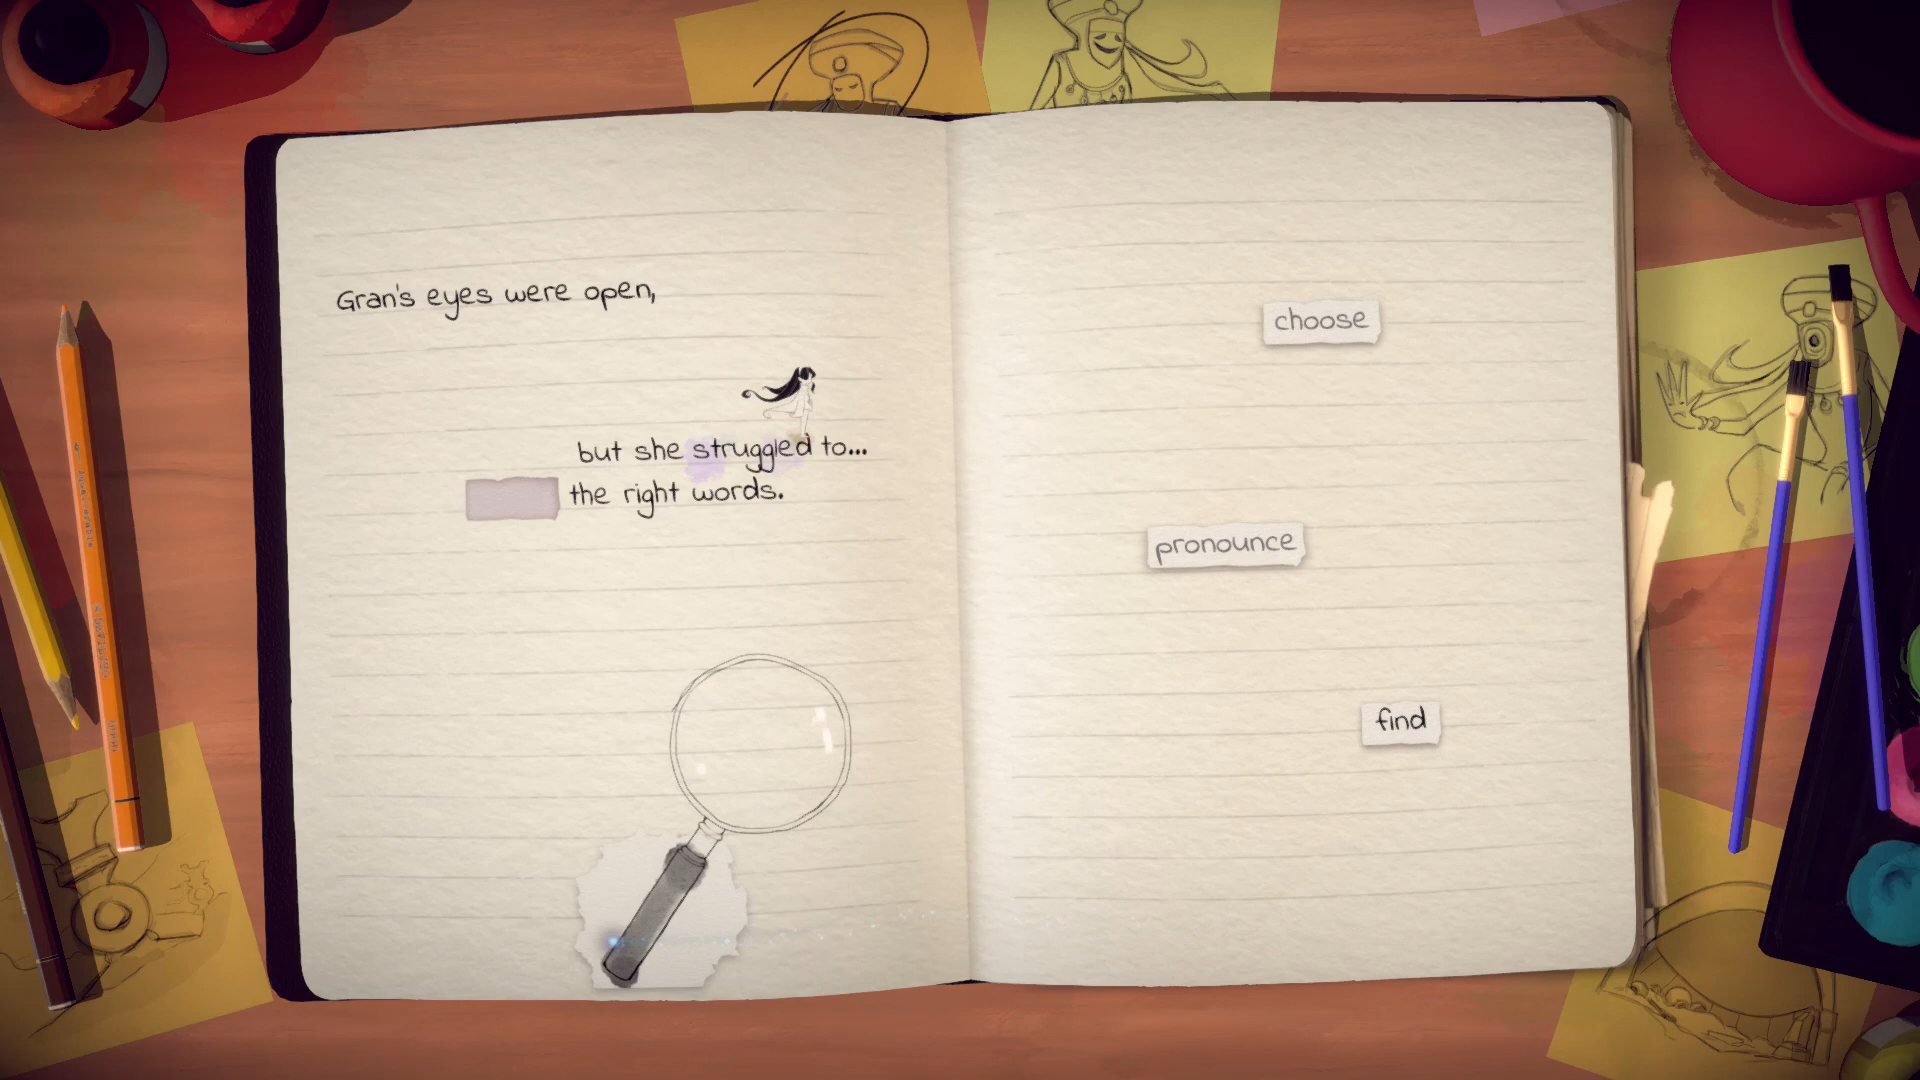 Gran's eyes were open,
but she struggled to...
the right words.
choose
pronounce
find